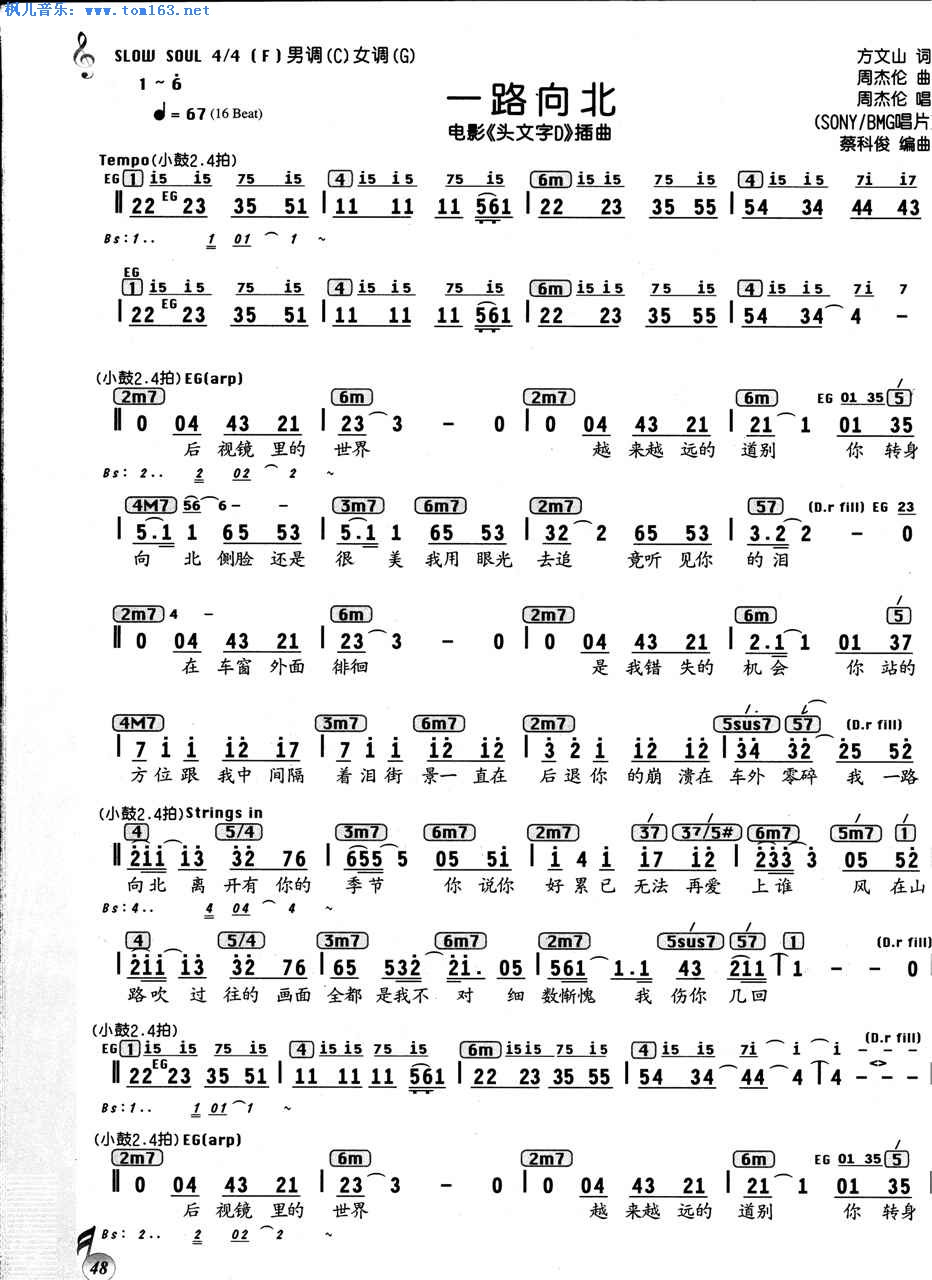 枫儿音乐：www.tom163.net
SLOW SOUL 4/4 (F)男调(C)女调(G)
方文山 词
1 ~ 6̇
周杰伦 曲
一路向北
周杰伦 唱
♩= 67 (16 Beat)
(SONY/BMG唱片)
电影《头文字D》插曲
蔡科俊 编曲
Tempo(小鼓2.4拍)
EG 1 i5 i5 75 i5 4 i5 i5 75 i5 6m i5 i5 75 i5 4 i5 i5 7i i7
‖22 EG 23 35 51 | 11 11 11 561 | 22 23 35 55 | 54 34 44 43
Bs:1.. 1 01 1 ~
EG
1 i5 i5 75 i5 4 i5 i5 75 i5 6m i5 i5 75 i5 4 i5 i5 7i 7
|22 EG 23 35 51 | 11 11 11 561 | 22 23 35 55 | 54 34 4 –
(小鼓2.4拍)EG(arp)
2m7 6m 2m7 6m EG 01 35 5
‖0 04 43 21 | 23 3 – 0 | 0 04 43 21 | 21 1 01 35
后 视镜 里的 世界 越 来越 远的 道别 你 转身
Bs: 2.. 2 02 2 ~
4M7 56 6 – – 3m7 6m7 2m7 57 (D.r fill) EG 23
|5.1 1 65 53 | 5.1 1 65 53 | 32 2 65 53 | 3.2 2 – 0
向 北 侧脸 还是 很 美 我用 眼光 去追 竟听 见你 的泪
2m7 4 – 6m 2m7 6m 5
‖0 04 43 21 | 23 3 – 0 | 0 04 43 21 | 2.1 1 01 37
在 车窗 外面 徘徊 是 我错 失的 机会 你 站的
4M7 3m7 6m7 2m7 5sus7 57 (D.r fill)
|7 i i i2̇ i7 | 7 i i i2̇ i2̇ | 3̇ 2̇ i i2̇ i2̇ | 3̇4̇ 3̇2̇ 2̇5 52̇
方位跟 我中 间隔 着泪街 景一 直在 后退你 的崩 溃在 车外 零碎 我 一路
(小鼓2.4拍)Strings in
4 5/4 3m7 6m7 2m7 37 37/5# 6m7 5m7 1
‖2̇ii i3̇ 3̇2̇ 76 | 655 5 05 5i | i 4 i i7 i2̇ | 2̇3̇3̇ 3̇ 05 52̇
向北 离 开有 你的 季节 你 说你 好累已 无法 再爱 上谁 风 在山
Bs:4.. 4 04 4 ~
4 5/4 3m7 6m7 2m7 5sus7 57 1 (D.r fill)
|2̇ii i3̇ 3̇2̇ 76 | 65 532̇ 2̇i. 05 | 561 1.1 43 211 | 1 – – 0
路吹 过 往的 画面 全都 是我不 对 细 数惭愧 我 伤你 几回
(小鼓2.4拍)
EG 1 i5 i5 75 i5 4 i5 i5 75 i5 6m i5i5 75 i5 4 i5 i5 7i i i – – (D.r fill)
‖22 EG 23 35 51 | 11 11 11 561 | 22 23 35 55 | 54 34 44 4 | 4 – – –
Bs:1.. 1 01 1 ~
(小鼓2.4拍)EG(arp)
2m7 6m 2m7 6m EG 01 35 5
‖0 04 43 21 | 23 3 – 0 | 0 04 43 21 | 21 1 01 35
后 视镜 里的 世界 越 来越 远的 道别 你 转身
Bs: 2.. 2 02 2 ~
48